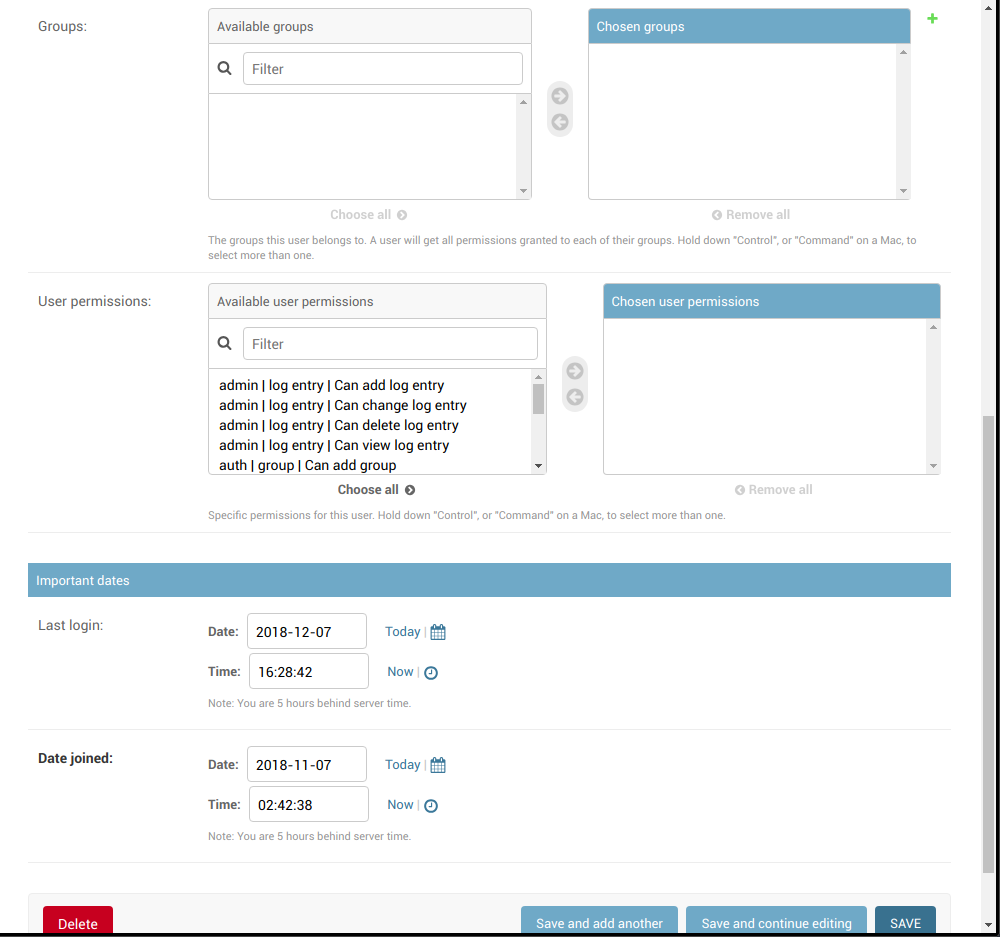 Groups:
Available groups
Chosen groups
Filter
Choose all
Remove all
The groups this user belongs to. A user will get all permissions granted to each of their groups. Hold down "Control", or "Command" on a Mac, to
select more than one.
User permissions:
Available user permissions
Chosen user permissions
Filter
admin | log entry | Can add log entry
admin | log entry | Can change log entry
admin | log entry | Can delete log entry
admin | log entry | Can view log entry
auth | group | Can add group
Choose all
Remove all
Specific permissions for this user. Hold down "Control", or "Command" on a Mac, to select more than one.
Important dates
Last login:
Date: 2018-12-07 Today |
Time: 16:28:42 Now |
Note: You are 5 hours behind server time.
Date joined:
Date: 2018-11-07 Today |
Time: 02:42:38 Now |
Note: You are 5 hours behind server time.
Delete
Save and add another
Save and continue editing
SAVE